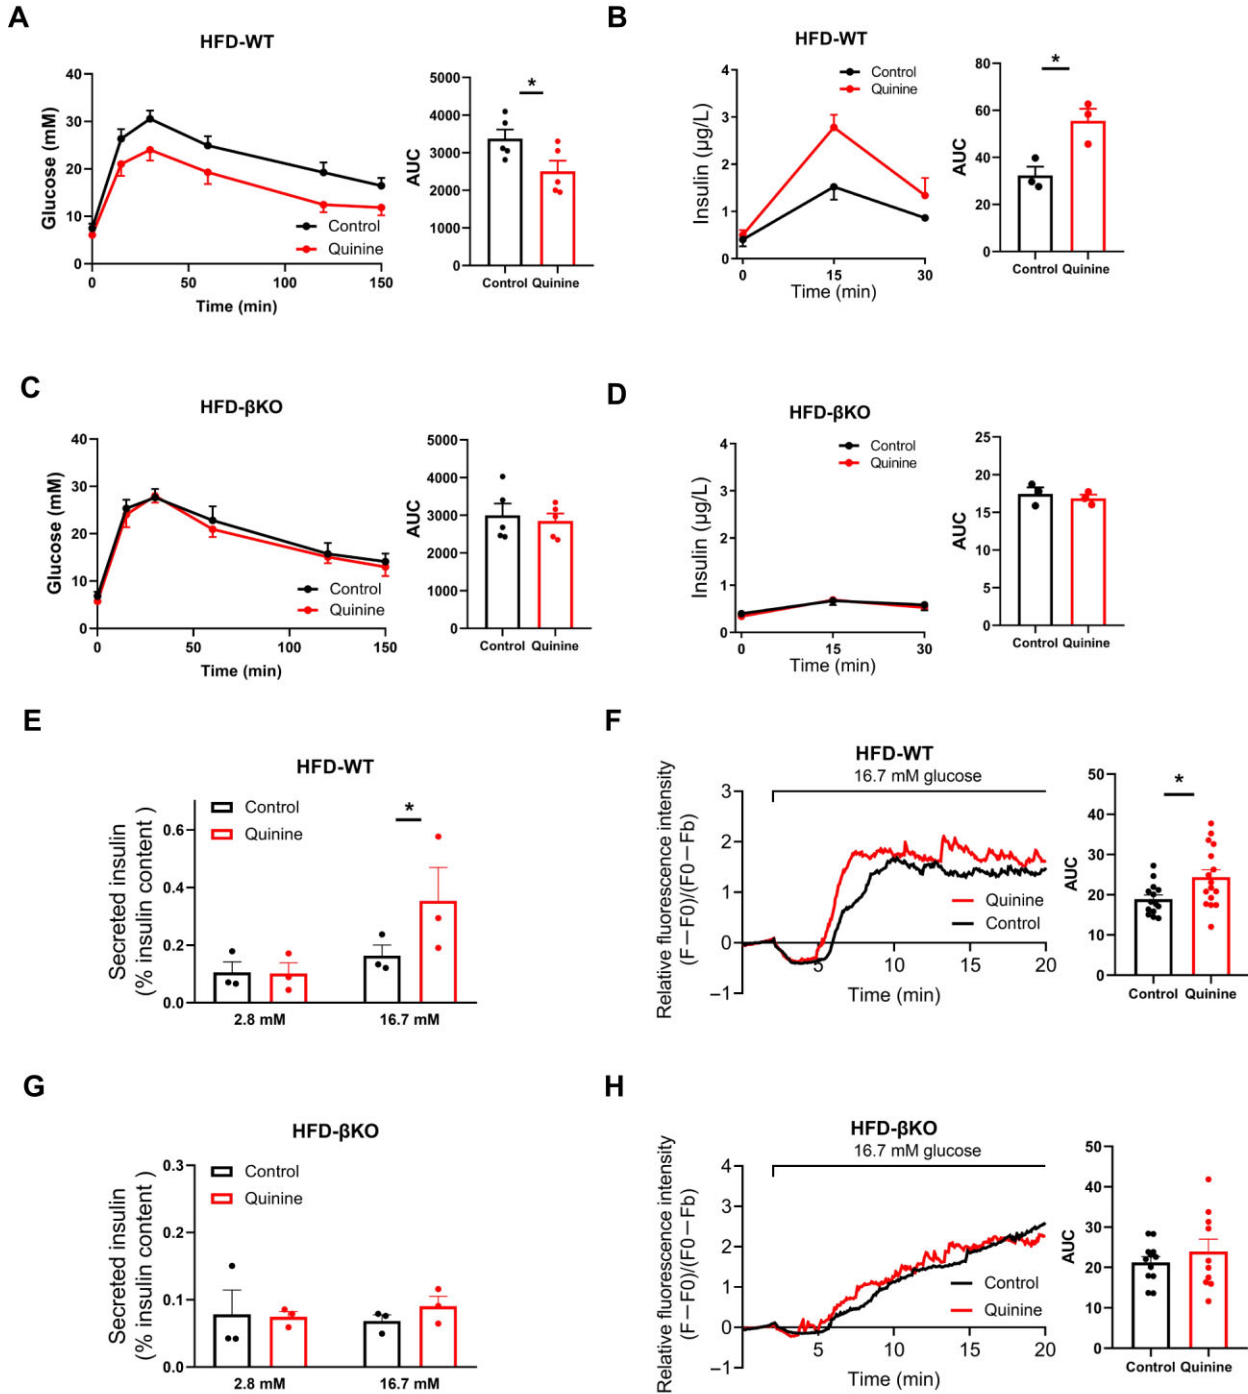 A
HFD-WT
Glucose (mM)
40
30
20
10
0
0
50
100
150
Time (min)
Control
Quinine
AUC
5000
4000
3000
2000
1000
0
*
Control Quinine
B
HFD-WT
Insulin (µg/L)
4
3
2
1
0
0
15
30
Time (min)
Control
Quinine
AUC
80
60
40
20
0
*
Control Quinine
C
HFD-βKO
Glucose (mM)
40
30
20
10
0
0
50
100
150
Time (min)
Control
Quinine
AUC
5000
4000
3000
2000
1000
0
Control Quinine
D
HFD-βKO
Insulin (µg/L)
4
3
2
1
0
0
15
30
Time (min)
Control
Quinine
AUC
25
20
15
10
5
0
Control Quinine
E
HFD-WT
Secreted insulin
(% insulin content)
0.6
0.4
0.2
0.0
Control
Quinine
*
2.8 mM
16.7 mM
F
HFD-WT
16.7 mM glucose
Relative fluorescence intensity
(F−F0)/(F0−Fb)
3
2
1
0
−1
5
10
15
20
Time (min)
Quinine
Control
AUC
50
40
30
20
10
0
*
Control Quinine
G
HFD-βKO
Secreted insulin
(% insulin content)
0.3
0.2
0.1
0.0
Control
Quinine
2.8 mM
16.7 mM
H
HFD-βKO
16.7 mM glucose
Relative fluorescence intensity
(F−F0)/(F0−Fb)
4
3
2
1
0
−1
5
10
15
20
Time (min)
Control
Quinine
AUC
50
40
30
20
10
0
Control Quinine